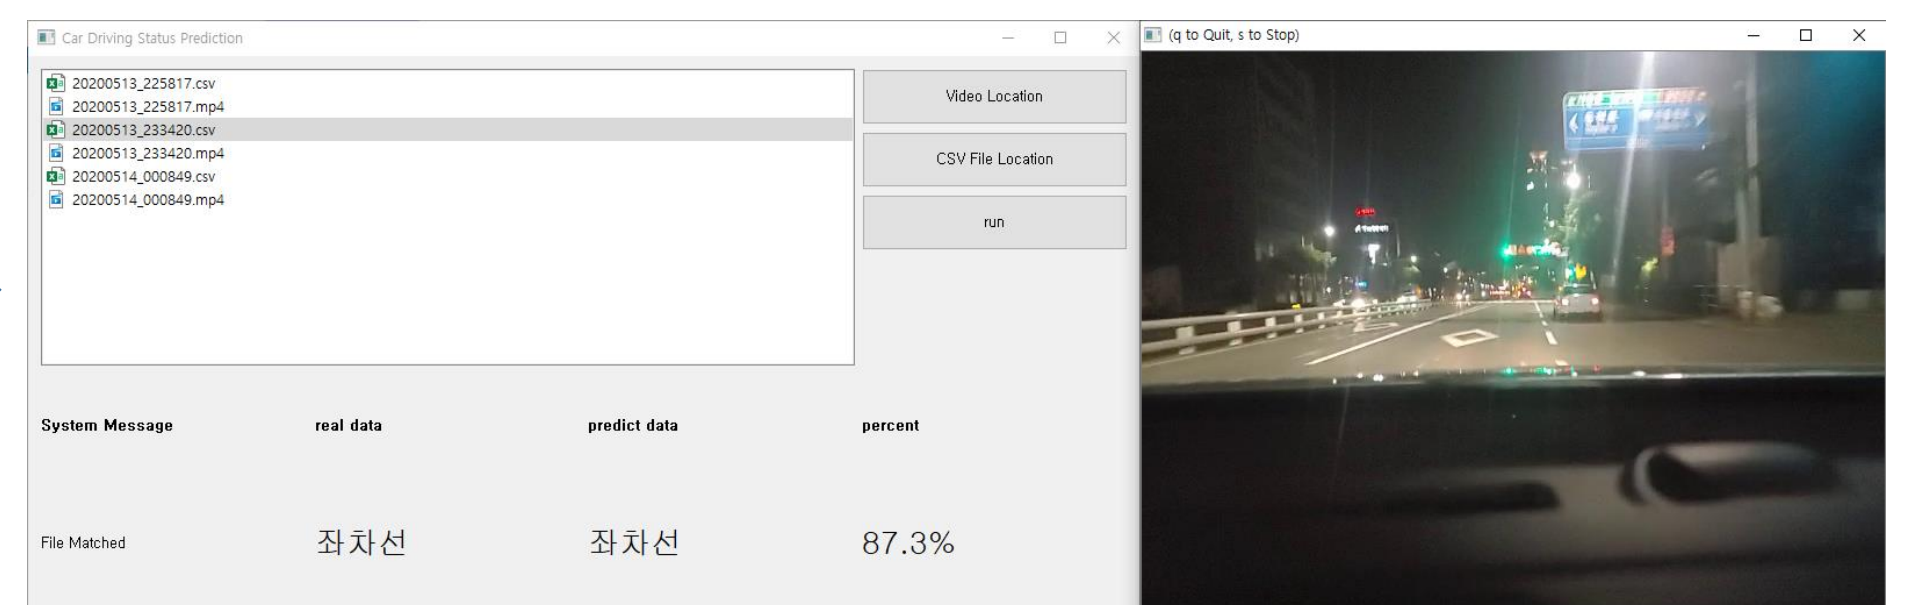 Car Driving Status Prediction
20200513_225817.csv
20200513_225817.mp4
20200513_233420.csv
20200513_233420.mp4
20200514_000849.csv
20200514_000849.mp4
Video Location
CSV File Location
run
System Message real data predict data percent
File Matched 좌차선 좌차선 87.3%
(q to Quit, s to Stop)